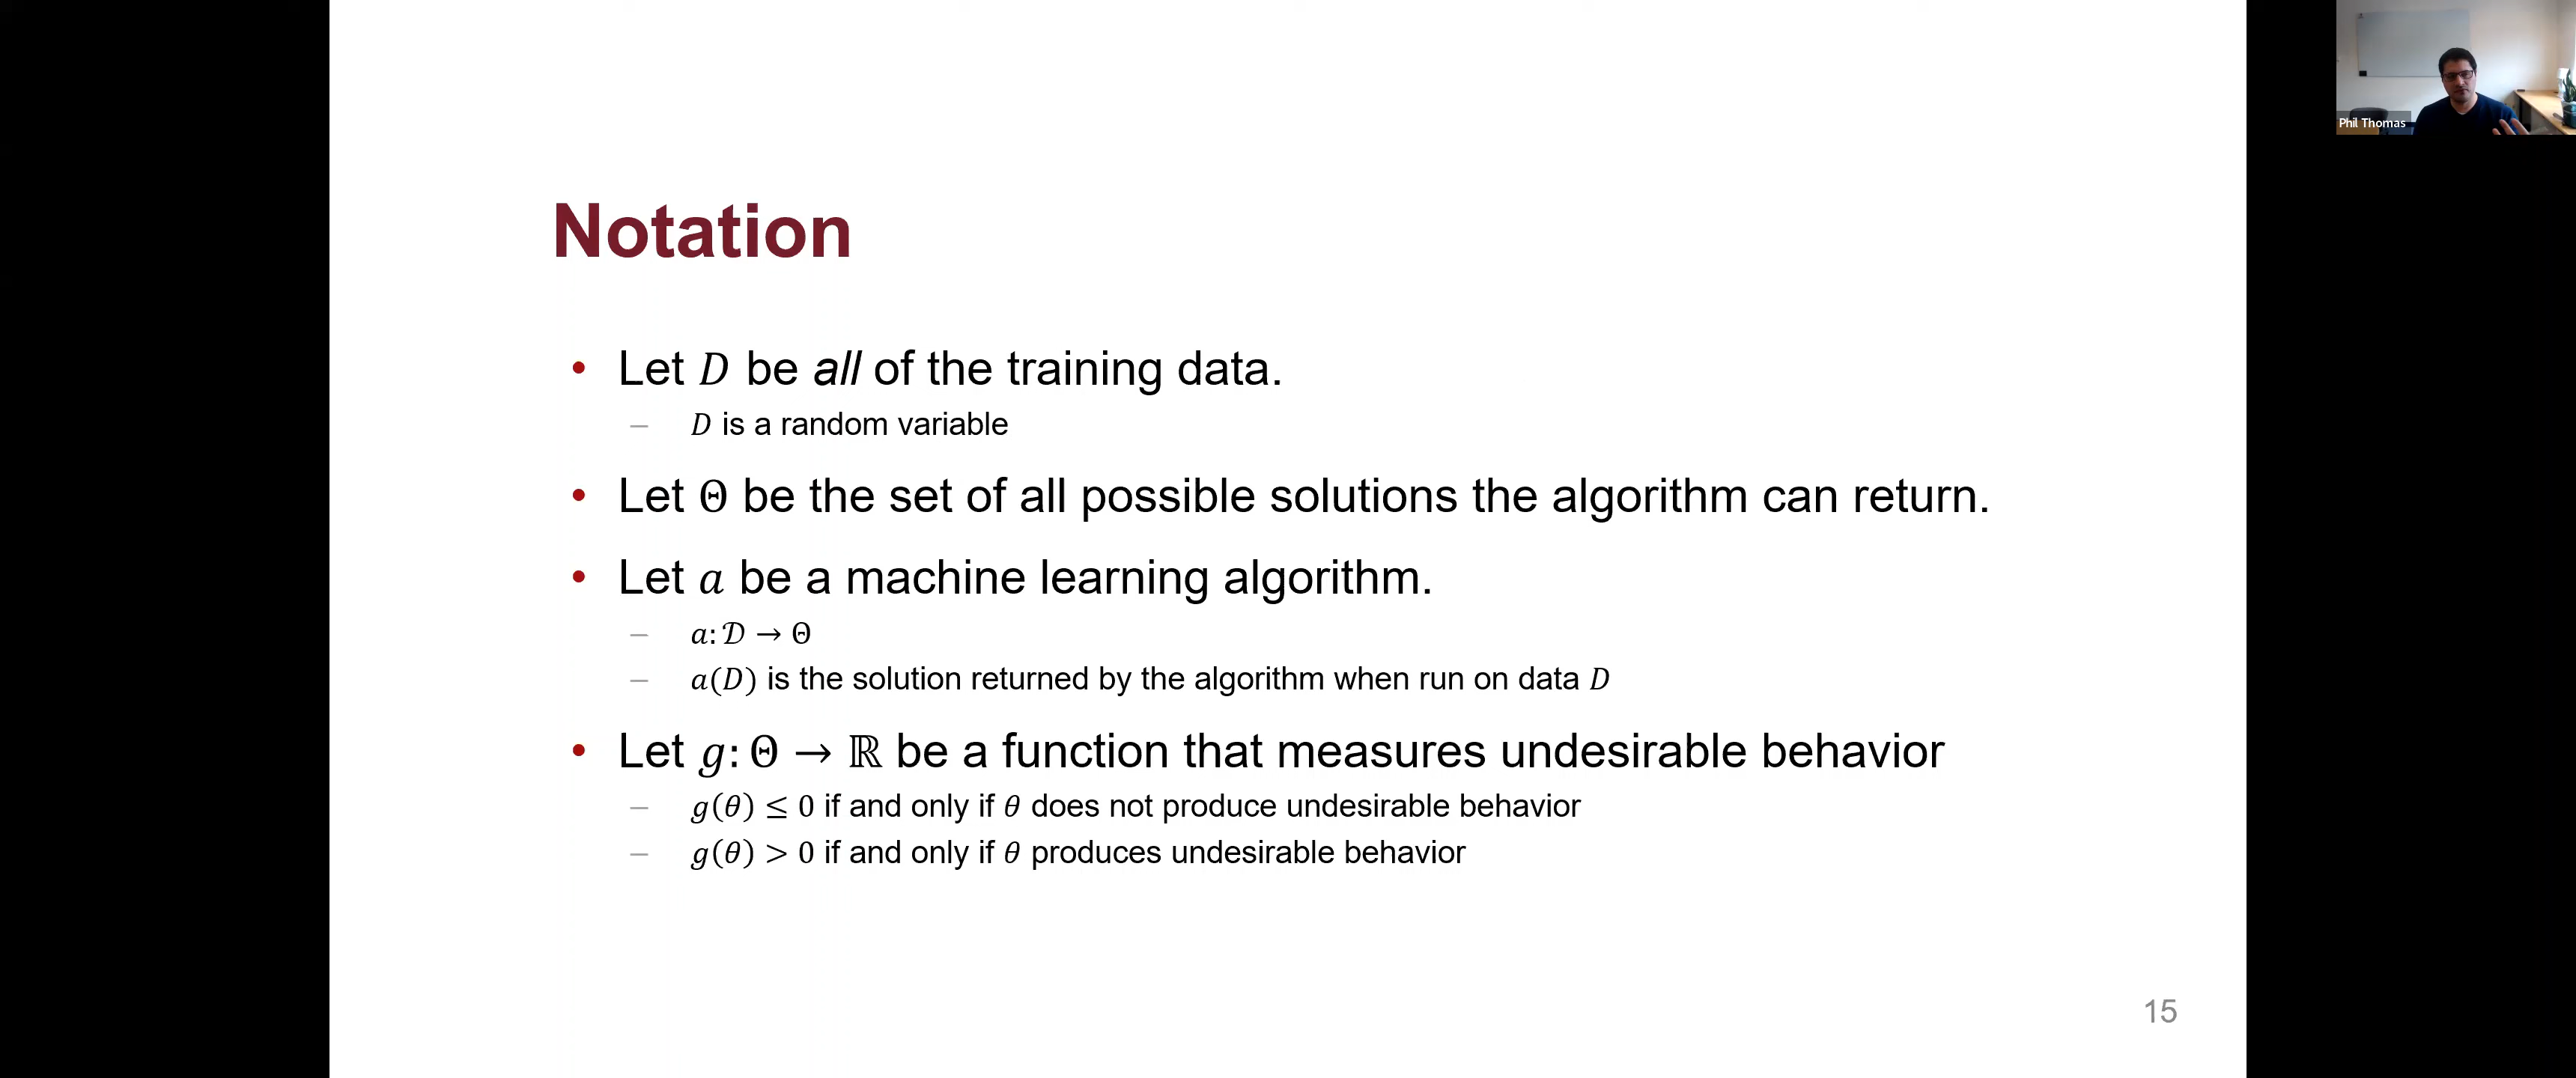 Phil Thomas
Notation
• Let D be all of the training data.
– D is a random variable
• Let Θ be the set of all possible solutions the algorithm can return.
• Let a be a machine learning algorithm.
– a: 𝒟 → Θ
– a(D) is the solution returned by the algorithm when run on data D
• Let g: Θ → ℝ be a function that measures undesirable behavior
– g(θ) ≤ 0 if and only if θ does not produce undesirable behavior
– g(θ) > 0 if and only if θ produces undesirable behavior
15